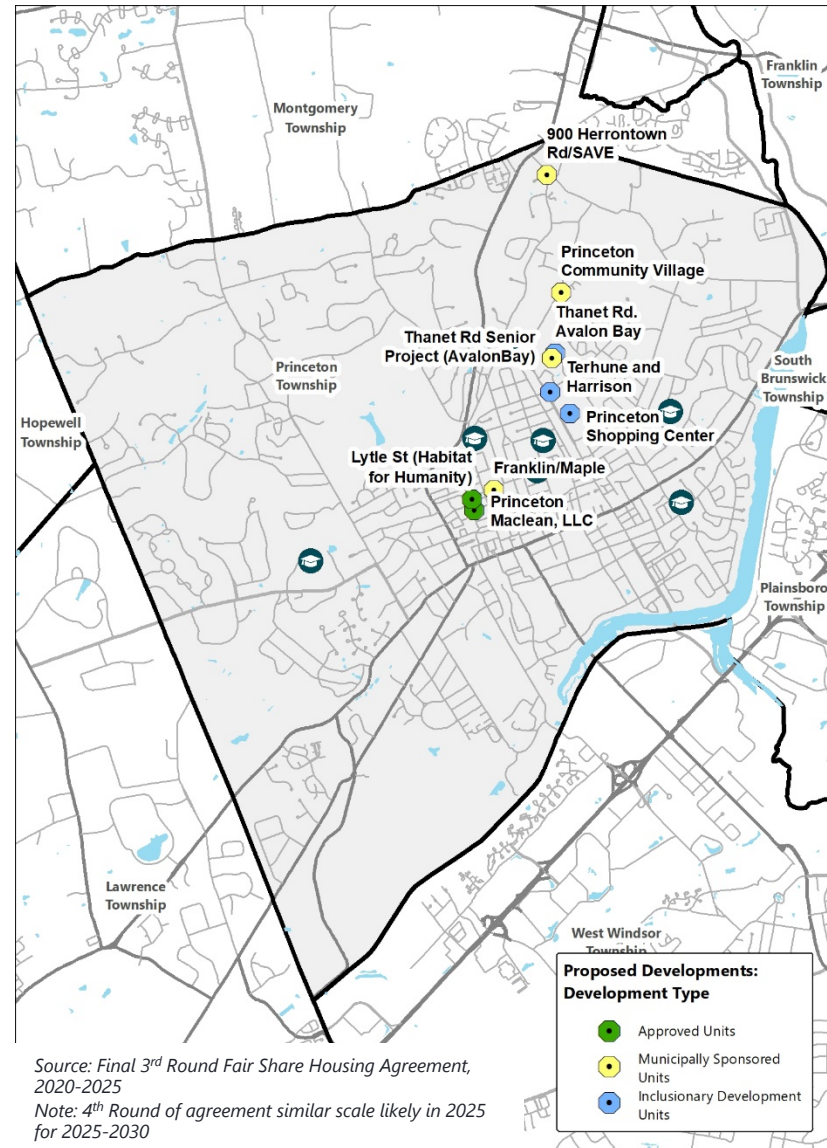 Franklin
Township
Montgomery
Township
900 Herrontown
Rd/SAVE
Princeton
Community Village
Thanet Rd.
Avalon Bay
Thanet Rd Senior
Project (AvalonBay)
Terhune and
Harrison
South
Brunswick
Township
Princeton
Township
Hopewell
Township
Princeton
Shopping Center
Lytle St (Habitat
for Humanity)
Franklin/Maple
Princeton
Maclean, LLC
Plainsboro
Township
Lawrence
Township
West Windsor
Township
Proposed Developments:
Development Type
Approved Units
Municipally Sponsored
Units
Inclusionary Development
Units
Source: Final 3rd Round Fair Share Housing Agreement,
2020-2025
Note: 4th Round of agreement similar scale likely in 2025
for 2025-2030